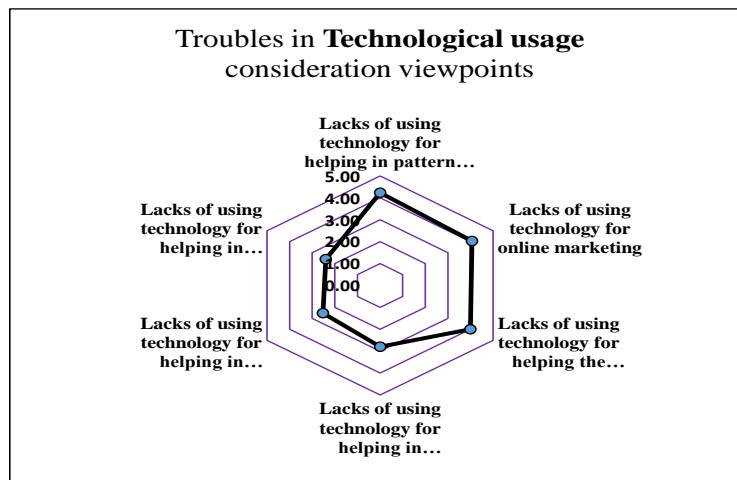 Troubles in Technological usage
consideration viewpoints
Lacks of using
technology for
helping in pattern…
5.00
4.00
3.00
2.00
1.00
0.00
Lacks of using
technology for
online marketing
Lacks of using
technology for
helping the…
Lacks of using
technology for
helping in…
Lacks of using
technology for
helping in…
Lacks of using
technology for
helping in…